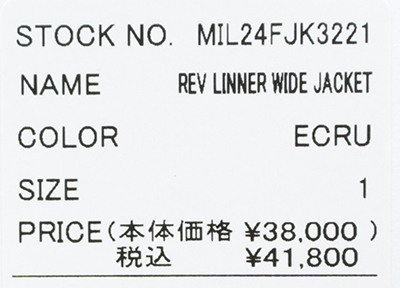 STOCK NO. MIL24FJK3221
NAME REV LINNER WIDE JACKET
COLOR ECRU
SIZE 1
PRICE(本体価格 ¥38,000 )
税込 ¥41,800